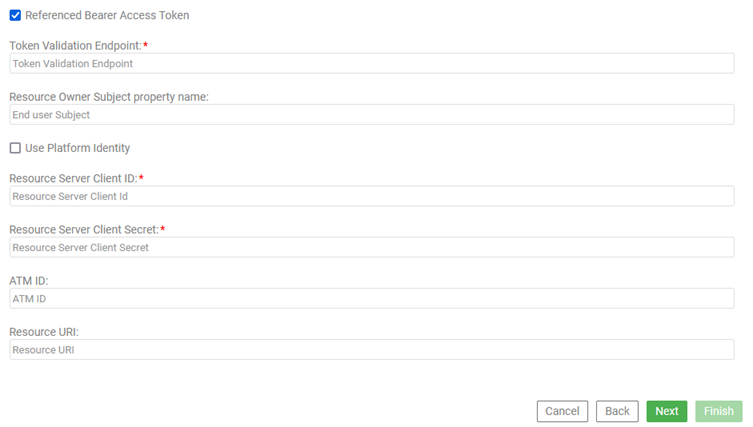 Referenced Bearer Access Token
Token Validation Endpoint:*
Token Validation Endpoint
Resource Owner Subject property name:
End user Subject
Use Platform Identity
Resource Server Client ID:*
Resource Server Client Id
Resource Server Client Secret:*
Resource Server Client Secret
ATM ID:
ATM ID
Resource URI:
Resource URI
Cancel Back Next Finish